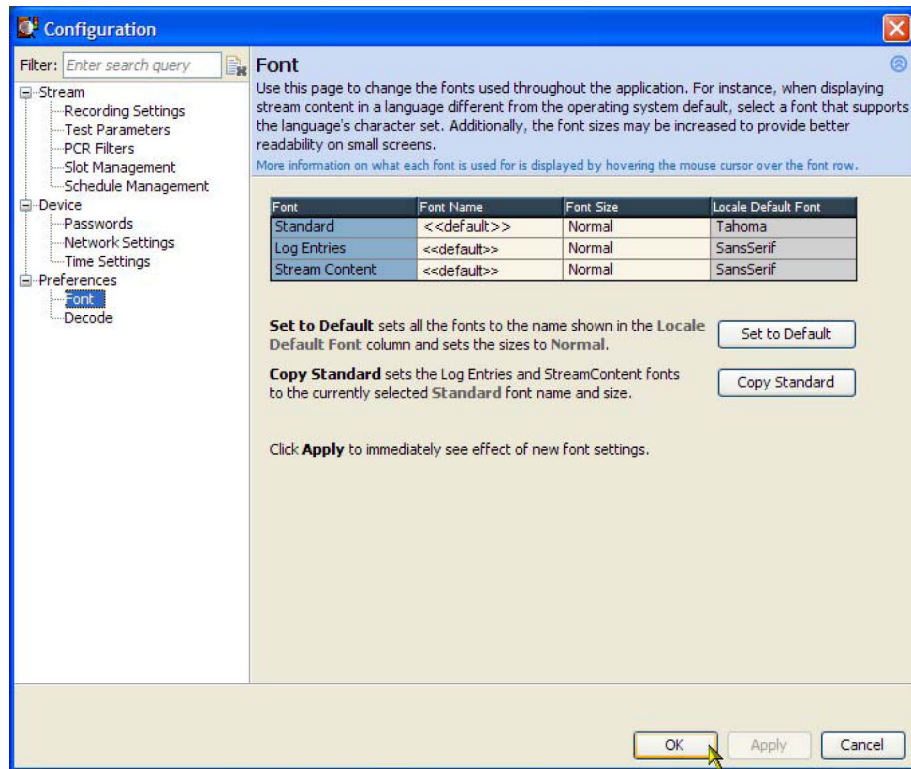 Configuration
Filter: Enter search query
Stream
Recording Settings
Test Parameters
PCR Filters
Slot Management
Schedule Management
Device
Passwords
Network Settings
Time Settings
Preferences
Font
Decode
Font
Use this page to change the fonts used throughout the application. For instance, when displaying
stream content in a language different from the operating system default, select a font that supports
the language's character set. Additionally, the font sizes may be increased to provide better
readability on small screens.
More information on what each font is used for is displayed by hovering the mouse cursor over the font row.
Font Font Name Font Size Locale Default Font
Standard <<default>> Normal Tahoma
Log Entries <<default>> Normal SansSerif
Stream Content <<default>> Normal SansSerif
Set to Default sets all the fonts to the name shown in the Locale
Default Font column and sets the sizes to Normal.
Set to Default
Copy Standard sets the Log Entries and StreamContent fonts
to the currently selected Standard font name and size.
Copy Standard
Click Apply to immediately see effect of new font settings.
OK Apply Cancel